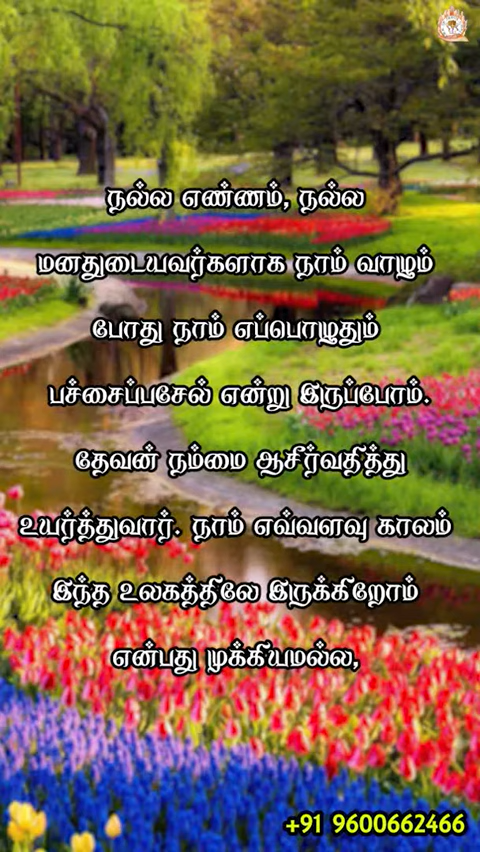 நல்ல எண்ணம், நல்ல
மனதுடையவர்களாக நாம் வாழும்
போது நாம் எப்பொழுதும்
பச்சைப்பசேல் என்று இருப்போம்.
தேவன் நம்மை ஆசீர்வதித்து
உயர்த்துவார். நாம் எவ்வளவு காலம்
இந்த உலகத்திலே இருக்கிறோம்
என்பது முக்கியமல்ல,
+91 9600662466